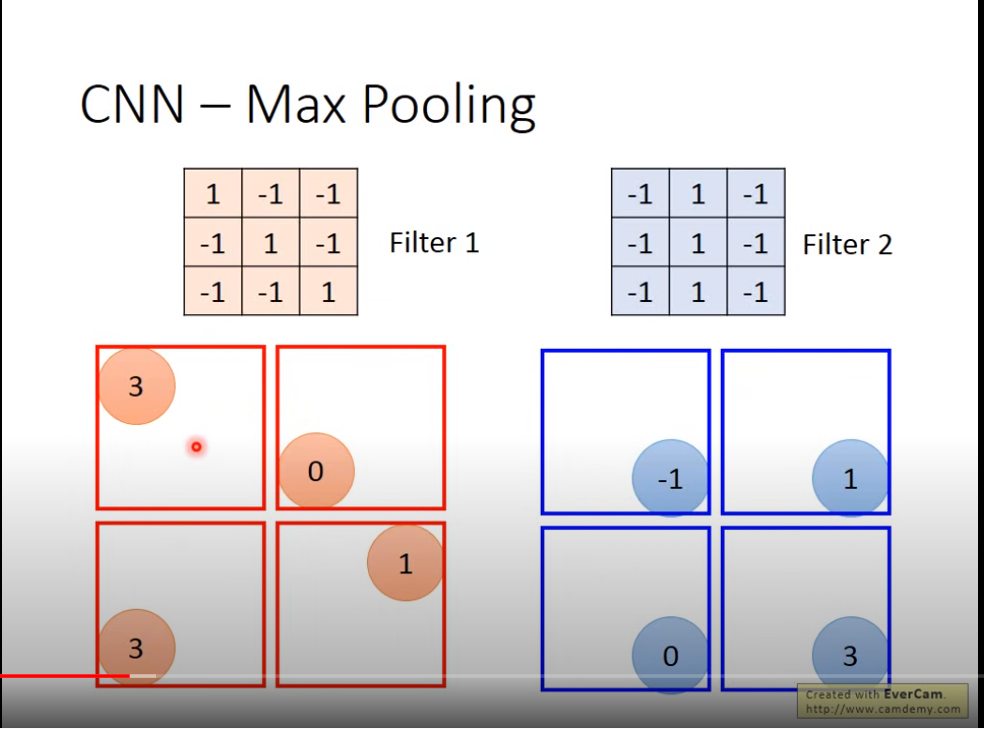 CNN – Max Pooling
1 -1 -1
-1 1 -1
-1 -1 1
Filter 1
-1 1 -1
-1 1 -1
-1 1 -1
Filter 2
3
0
3
1
-1
1
0
3
Created with EverCam.
http://www.camdemy.com